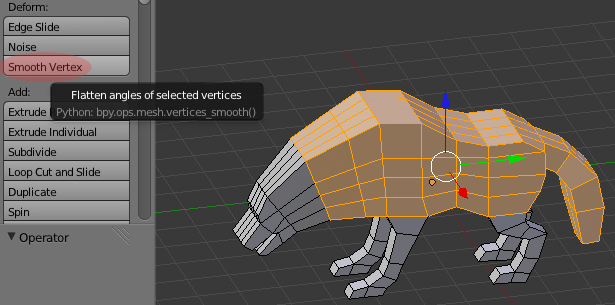 Deform:
Edge Slide
Noise
Smooth Vertex
Flatten angles of selected vertices
Python: bpy.ops.mesh.vertices_smooth()
Add:
Extrude
Extrude Individual
Subdivide
Loop Cut and Slide
Duplicate
Spin
Operator